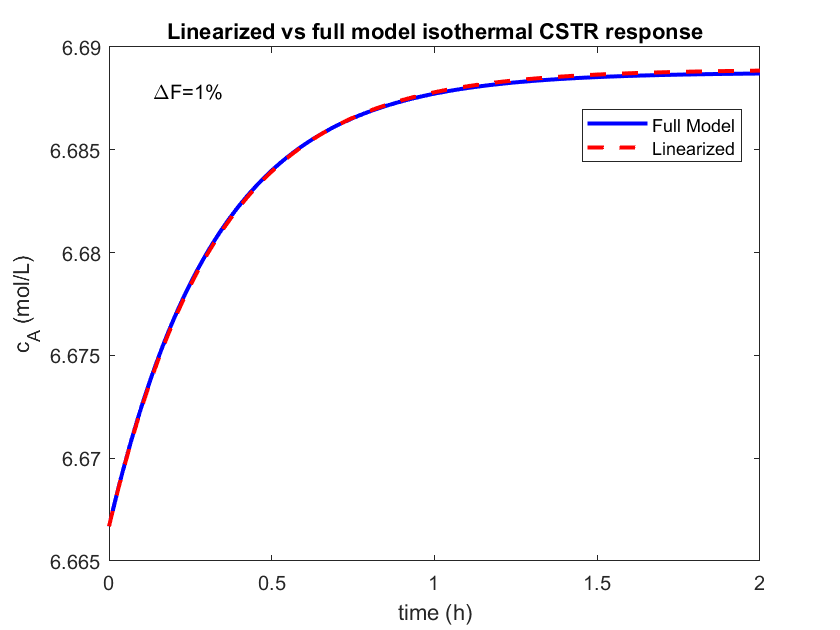 Linearized vs full model isothermal CSTR response
6.69
ΔF=1%
Full Model
Linearized
6.685
6.68
6.675
6.67
6.665
c_A (mol/L)
0
0.5
1
1.5
2
time (h)